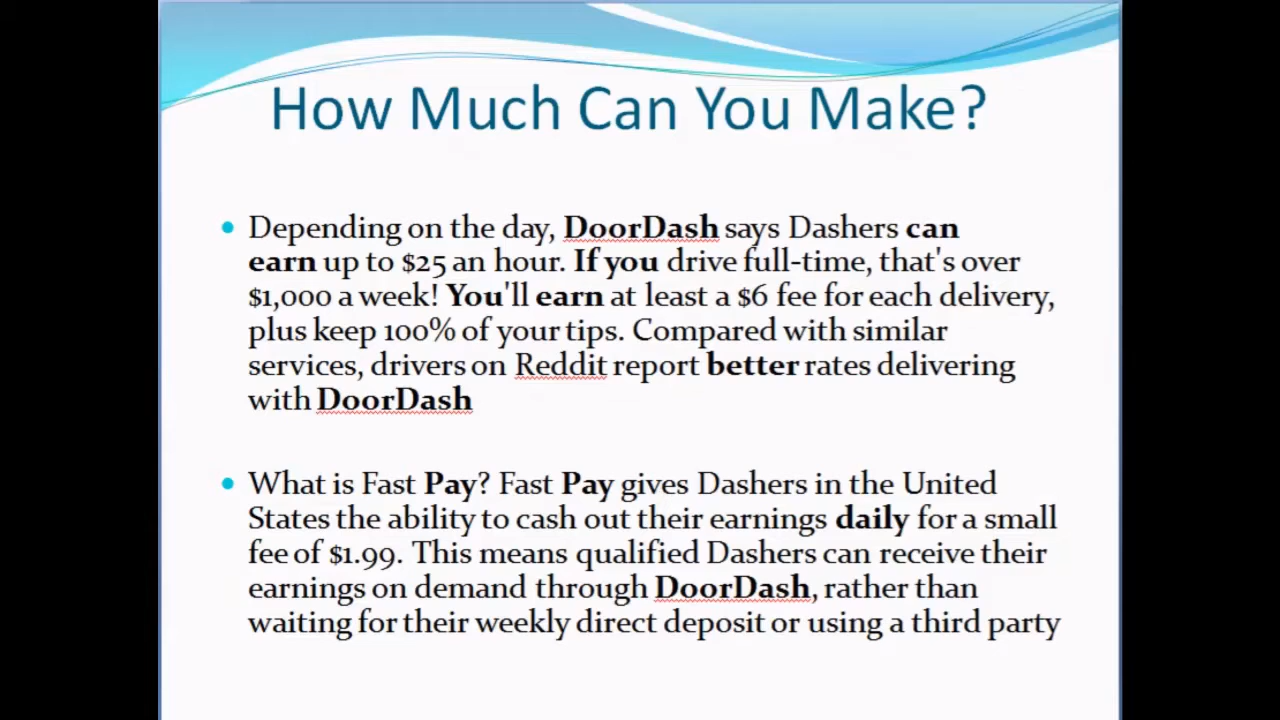 How Much Can You Make?
• Depending on the day, DoorDash says Dashers can
earn up to $25 an hour. If you drive full-time, that's over
$1,000 a week! You'll earn at least a $6 fee for each delivery,
plus keep 100% of your tips. Compared with similar
services, drivers on Reddit report better rates delivering
with DoorDash
• What is Fast Pay? Fast Pay gives Dashers in the United
States the ability to cash out their earnings daily for a small
fee of $1.99. This means qualified Dashers can receive their
earnings on demand through DoorDash, rather than
waiting for their weekly direct deposit or using a third party